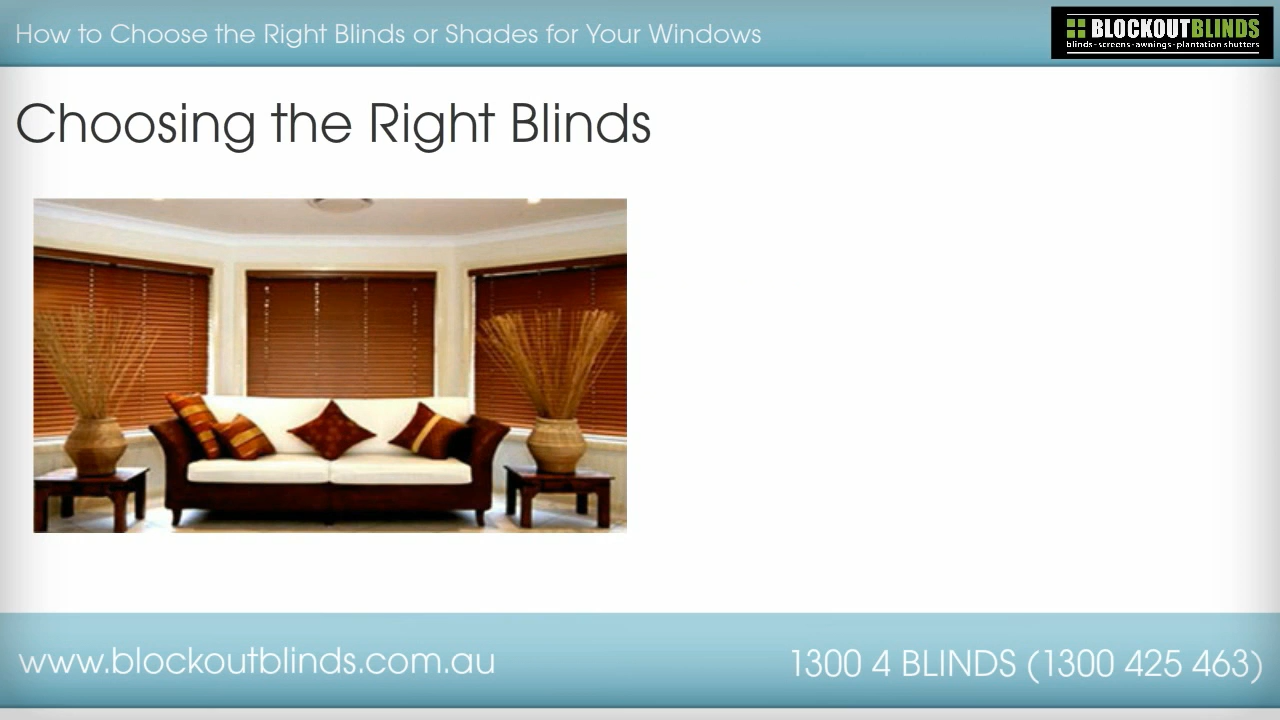 How to Choose the Right Blinds or Shades for Your Windows
BLOCKOUTBLINDS
blinds-screens-awnings-plantation shutters
Choosing the Right Blinds
www.blockoutblinds.com.au
1300 4 BLINDS (1300 425 463)